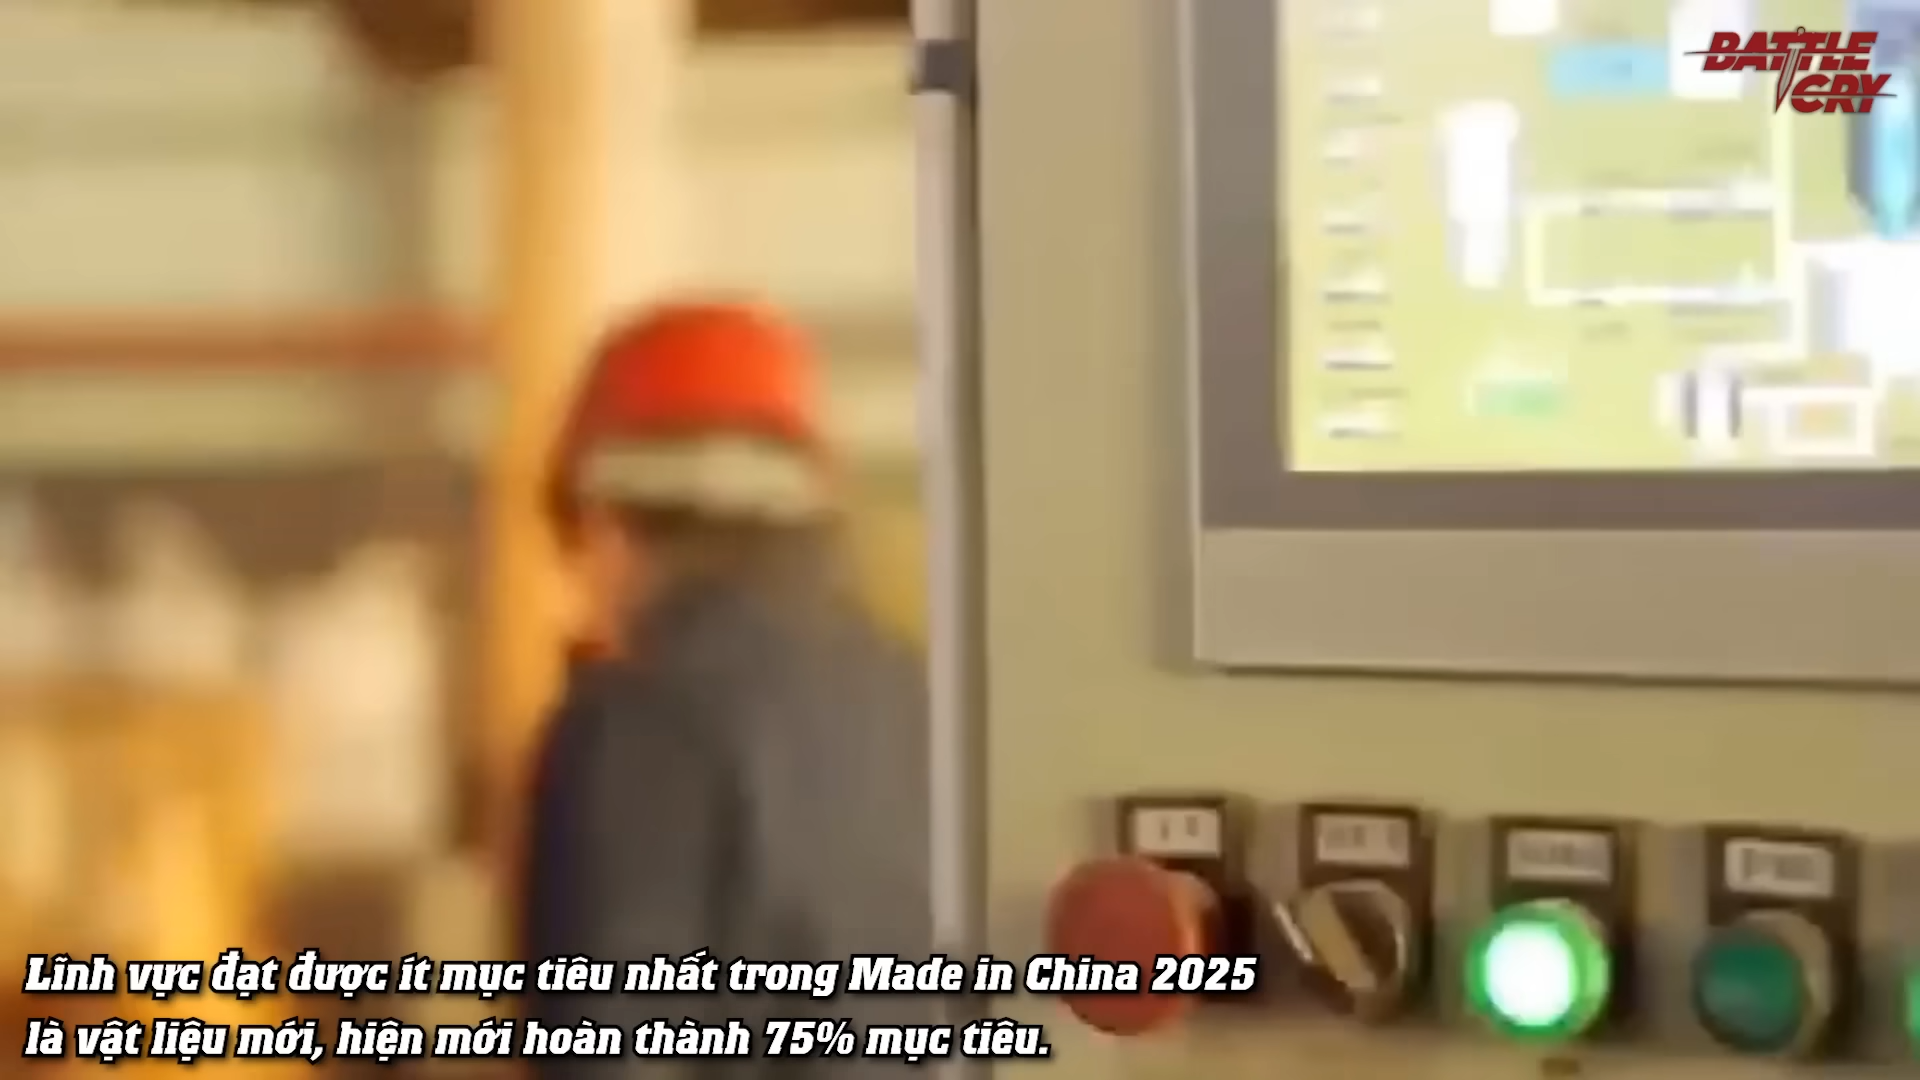 BATTLE
CRY
Lĩnh vực đạt được ít mục tiêu nhất trong Made in China 2025
là vật liệu mới, hiện mới hoàn thành 75% mục tiêu.